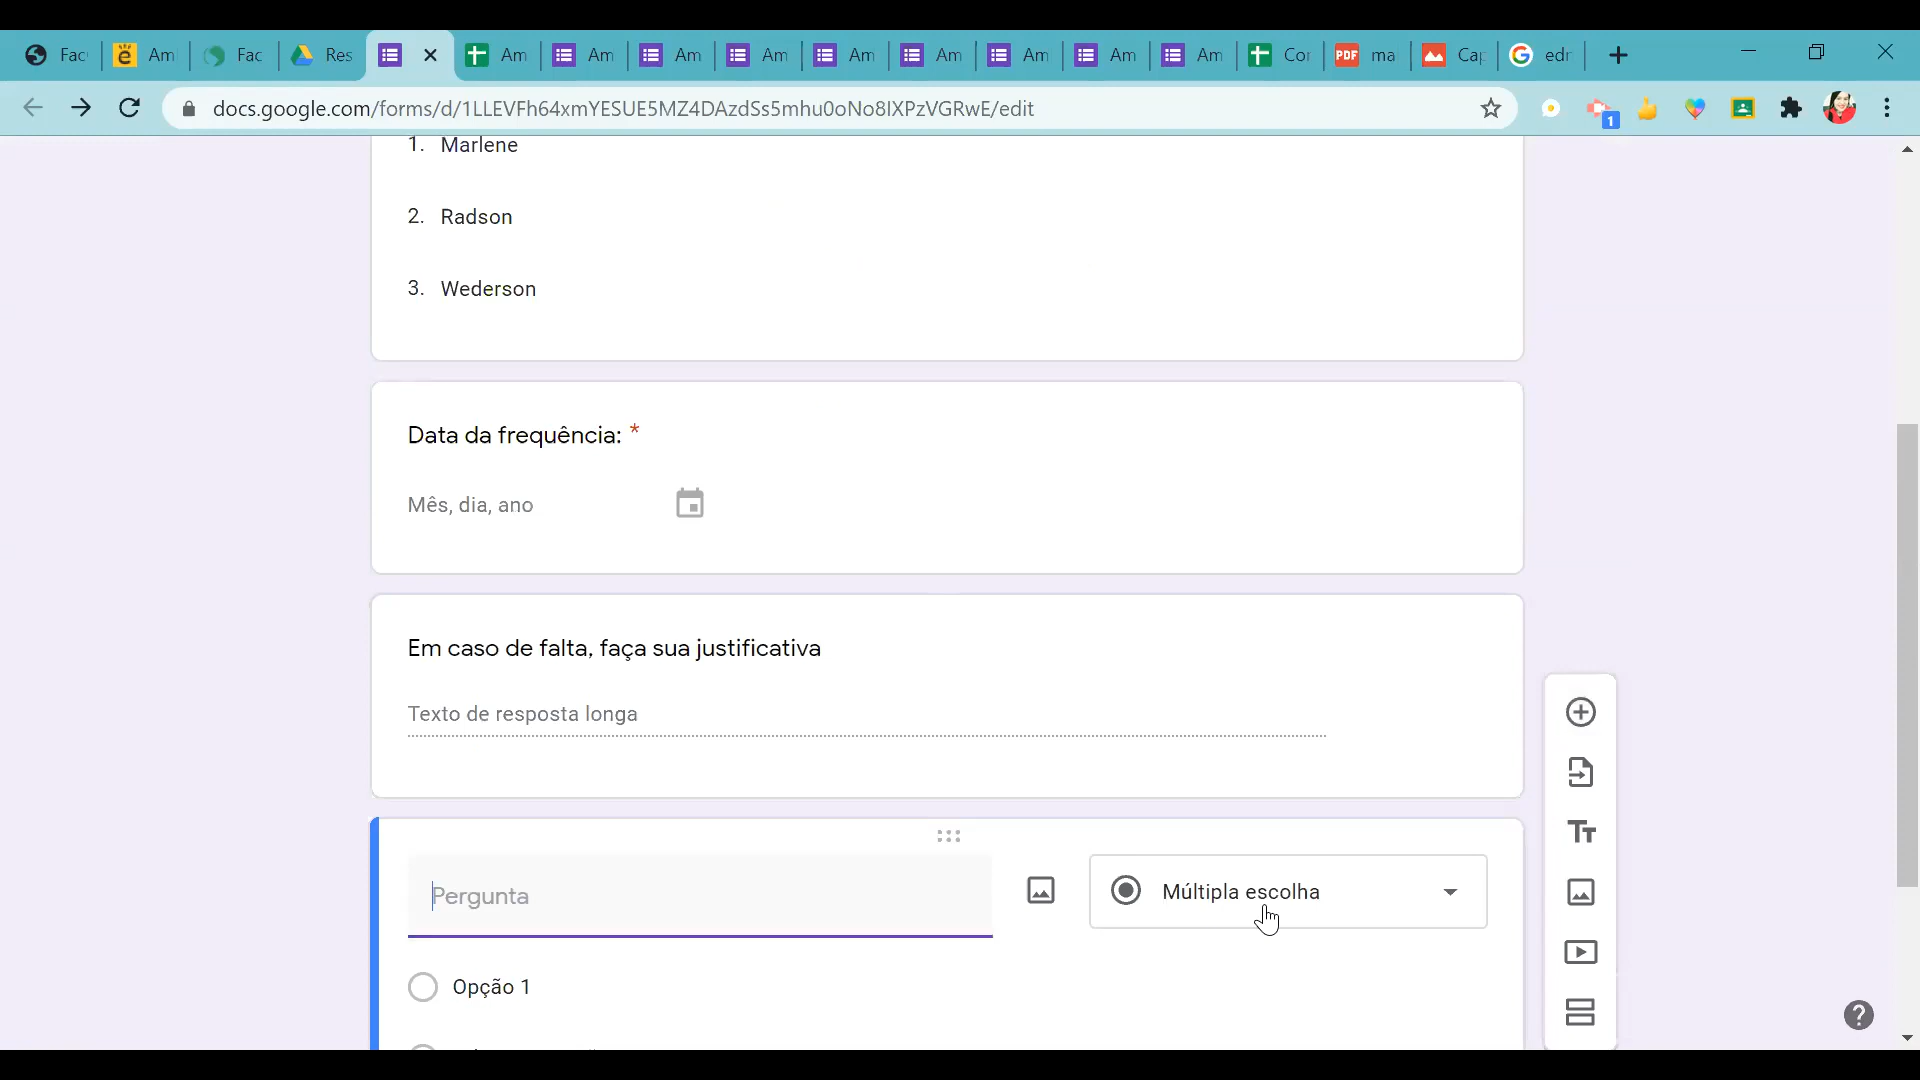 Fac
Am
Fac
Res
Am
Am
Am
Am
Am
Am
Am
Am
Am
Cor
PDF
ma
Cap
edr
docs.google.com/forms/d/1LLEVFh64xmYESUE5MZ4DAzdSs5mhu0oNo8IXPzVGRwE/edit
1
1. Marlene
2. Radson
3. Wederson
Data da frequência: *
Mês, dia, ano
Em caso de falta, faça sua justificativa
Texto de resposta longa
Pergunta
Múltipla escolha
Opção 1